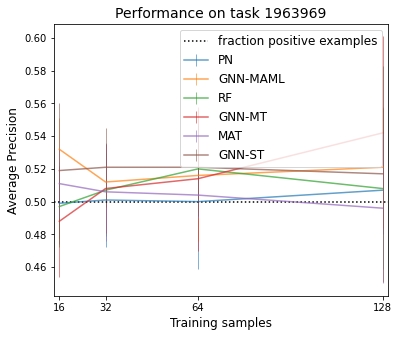 Performance on task 1963969
0.60
0.58
0.56
0.54
0.52
0.50
0.48
0.46
Average Precision
fraction positive examples
PN
GNN-MAML
RF
GNN-MT
MAT
GNN-ST
16
32
64
128
Training samples